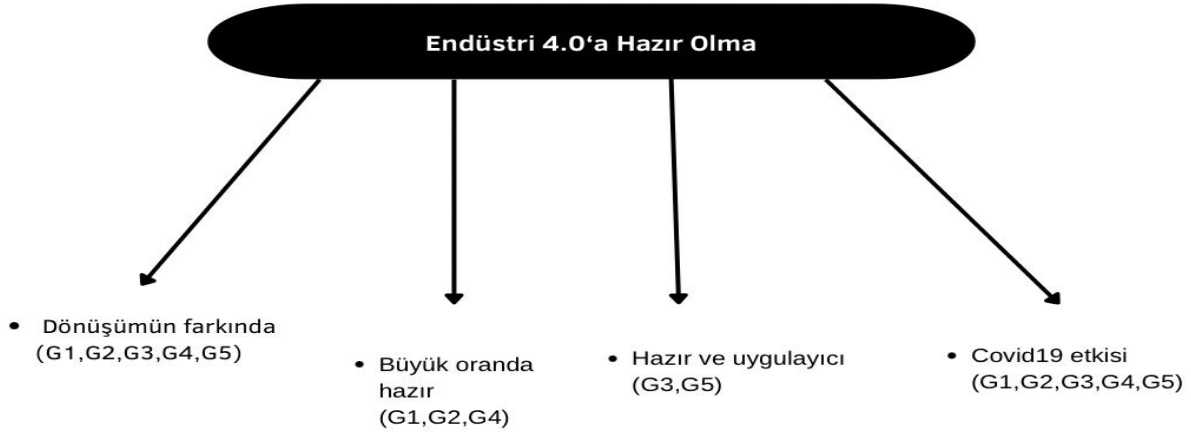 Endüstri 4.0‘a Hazır Olma
• Dönüşümün farkında
(G1,G2,G3,G4,G5)
• Büyük oranda
hazır
(G1,G2,G4)
• Hazır ve uygulayıcı
(G3,G5)
• Covid19 etkisi
(G1,G2,G3,G4,G5)